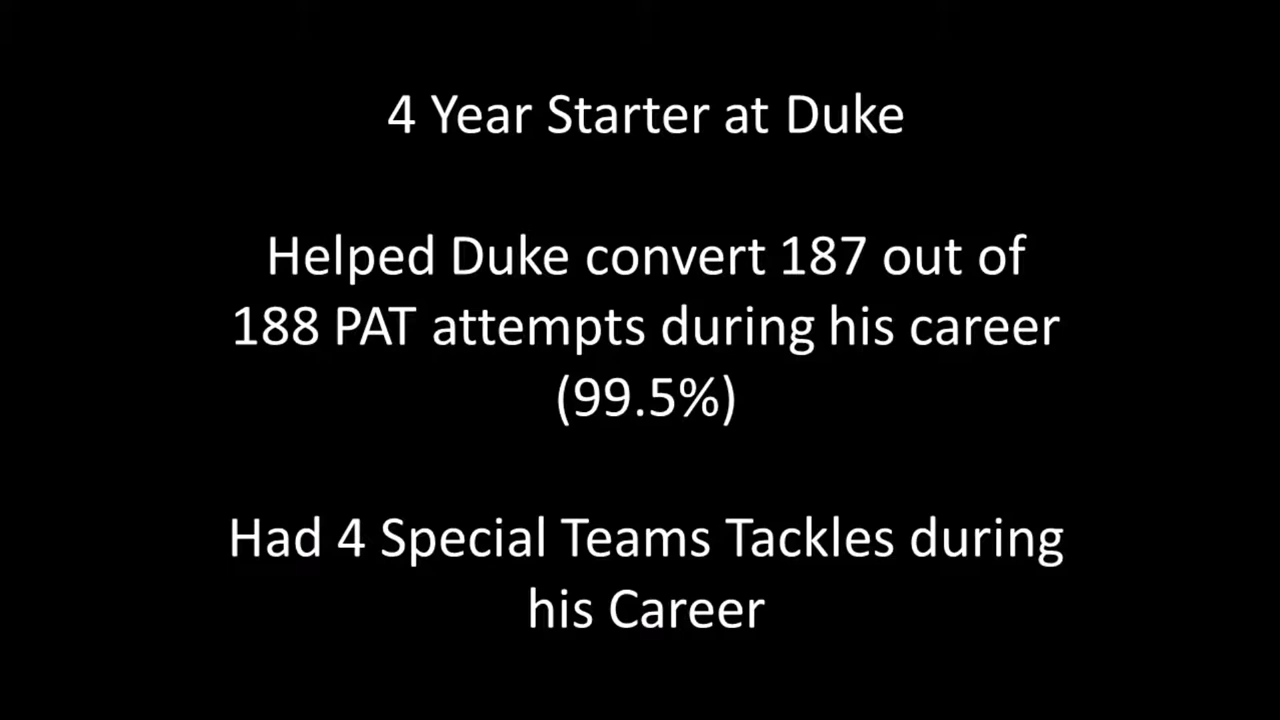 4 Year Starter at Duke
Helped Duke convert 187 out of
188 PAT attempts during his career
(99.5%)
Had 4 Special Teams Tackles during
his Career